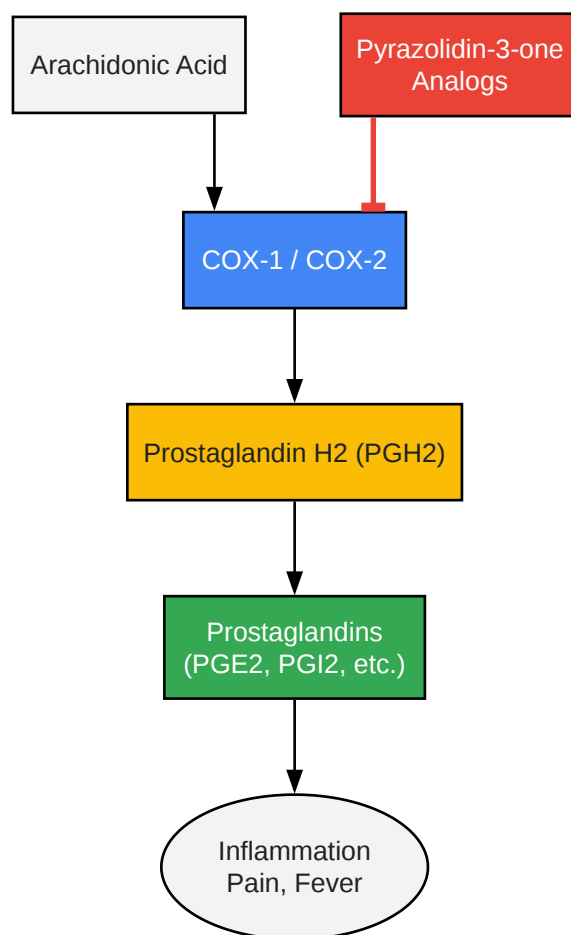 Arachidonic Acid
Pyrazolidin-3-one
Analogs
COX-1 / COX-2
Prostaglandin H2 (PGH2)
Prostaglandins
(PGE2, PGI2, etc.)
Inflammation
Pain, Fever